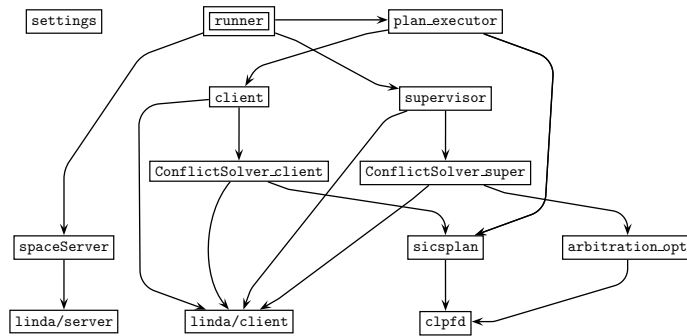 settings
runner
plan_executor
client
supervisor
ConflictSolver_client
ConflictSolver_super
spaceServer
sicsplan
arbitration_opt
linda/server
linda/client
clpfd